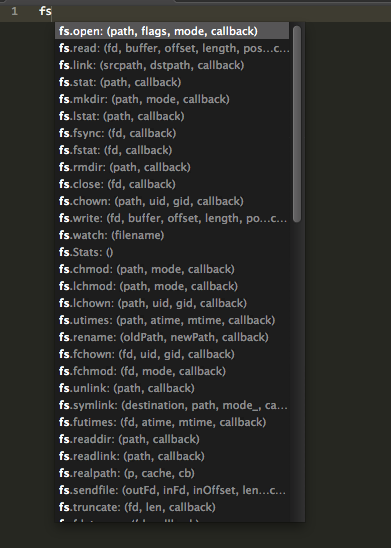 1 fs
fs.open: (path, flags, mode, callback)
fs.read: (fd, buffer, offset, length, pos...c...
fs.link: (srcpath, dstpath, callback)
fs.stat: (path, callback)
fs.mkdir: (path, mode, callback)
fs.lstat: (path, callback)
fs.fsync: (fd, callback)
fs.fstat: (fd, callback)
fs.rmdir: (path, callback)
fs.close: (fd, callback)
fs.chown: (path, uid, gid, callback)
fs.write: (fd, buffer, offset, length, po...c...
fs.watch: (filename)
fs.Stats: ()
fs.chmod: (path, mode, callback)
fs.lchmod: (path, mode, callback)
fs.lchown: (path, uid, gid, callback)
fs.utimes: (path, atime, mtime, callback)
fs.rename: (oldPath, newPath, callback)
fs.fchown: (fd, uid, gid, callback)
fs.fchmod: (fd, mode, callback)
fs.unlink: (path, callback)
fs.symlink: (destination, path, mode_, ca...
fs.futimes: (fd, atime, mtime, callback)
fs.readdir: (path, callback)
fs.readlink: (path, callback)
fs.realpath: (p, cache, cb)
fs.sendfile: (outFd, inFd, inOffset, len...c...
fs.truncate: (fd, len, callback)